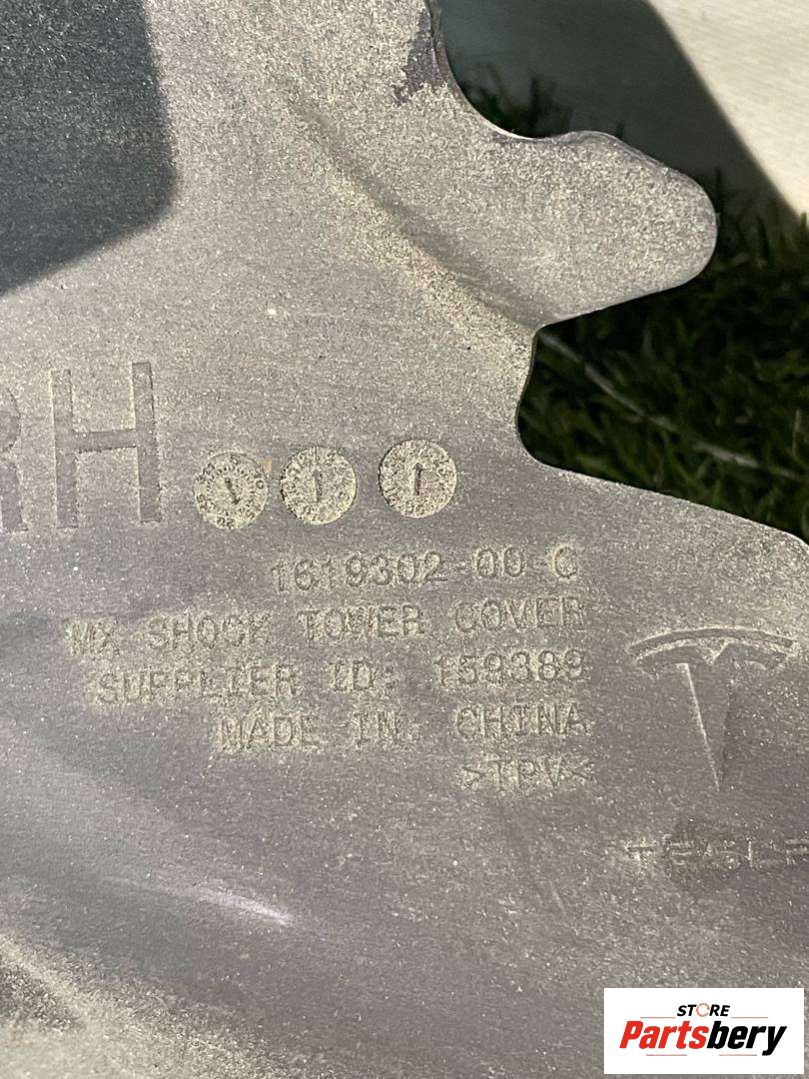 RH
1619302-00-C
MX SHOCK TOWER COVER
SUPPLIER ID: 159389
MADE IN: CHINA
>TPV<
TESLA
STORE
Partsbery